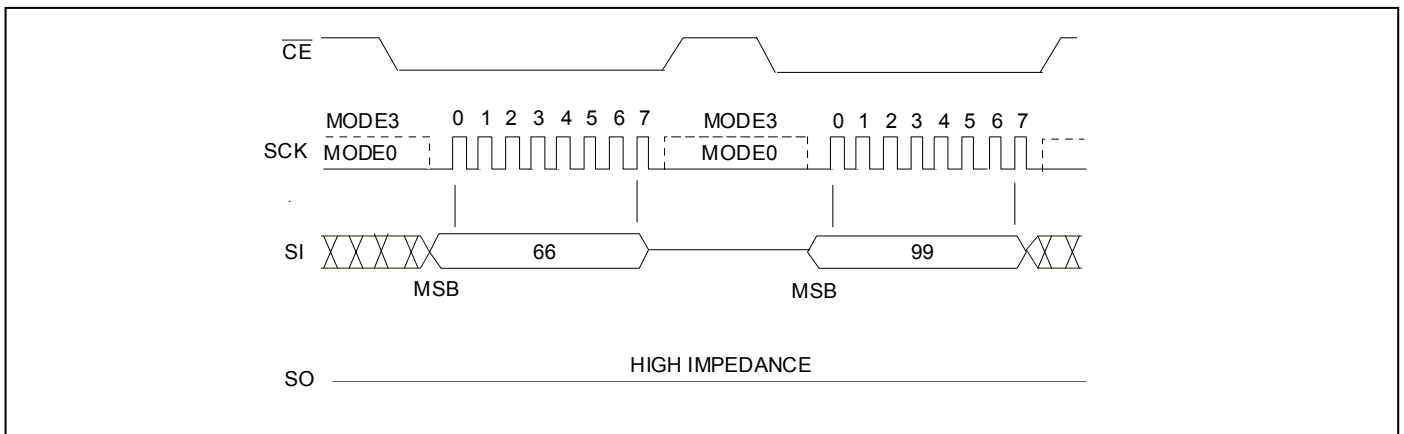 CE
MODE3 0 1 2 3 4 5 6 7 MODE3 0 1 2 3 4 5 6 7
SCK MODE0 MODE0
SI 66 99
MSB MSB
HIGH IMPEDANCE
SO